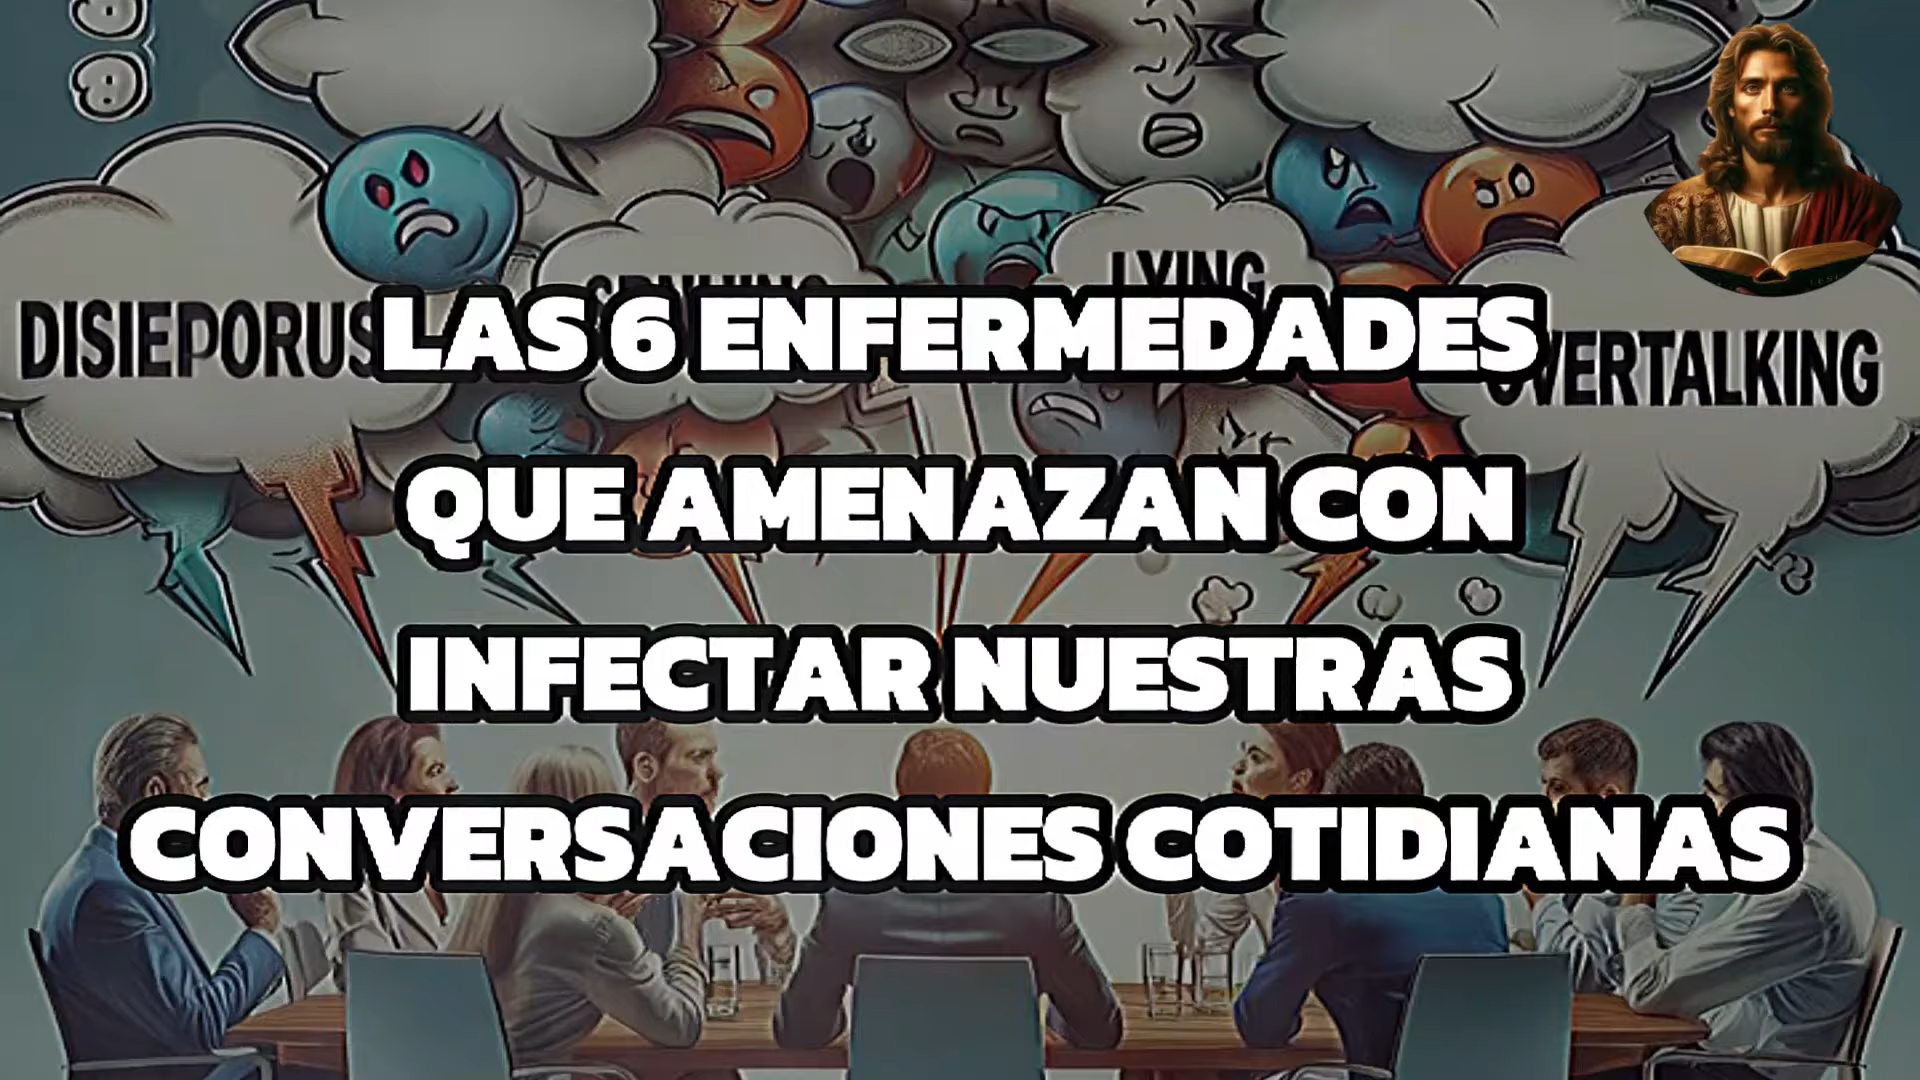 DISIEPORUS
LYING
OVERTALKING
LAS 6 ENFERMEDADES
QUE AMENAZAN CON
INFECTAR NUESTRAS
CONVERSACIONES COTIDIANAS